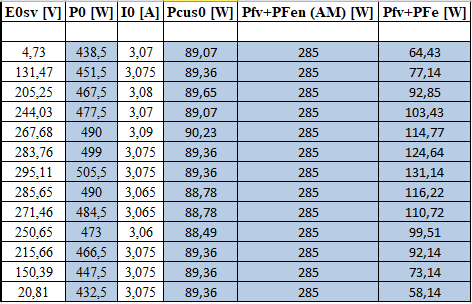 E0sv [V] P0 [W] I0 [A] Pcus0 [W] Pfv+PFen (AM) [W] Pfv+PFe [W]
4,73 438,5 3,07 89,07 285 64,43
131,47 451,5 3,075 89,36 285 77,14
205,25 467,5 3,08 89,65 285 92,85
244,03 477,5 3,07 89,07 285 103,43
267,68 490 3,09 90,23 285 114,77
283,76 499 3,075 89,36 285 124,64
295,11 505,5 3,075 89,36 285 131,14
285,65 490 3,065 88,78 285 116,22
271,46 484,5 3,065 88,78 285 110,72
250,65 473 3,06 88,49 285 99,51
215,66 466,5 3,075 89,36 285 92,14
150,39 447,5 3,075 89,36 285 73,14
20,81 432,5 3,075 89,36 285 58,14